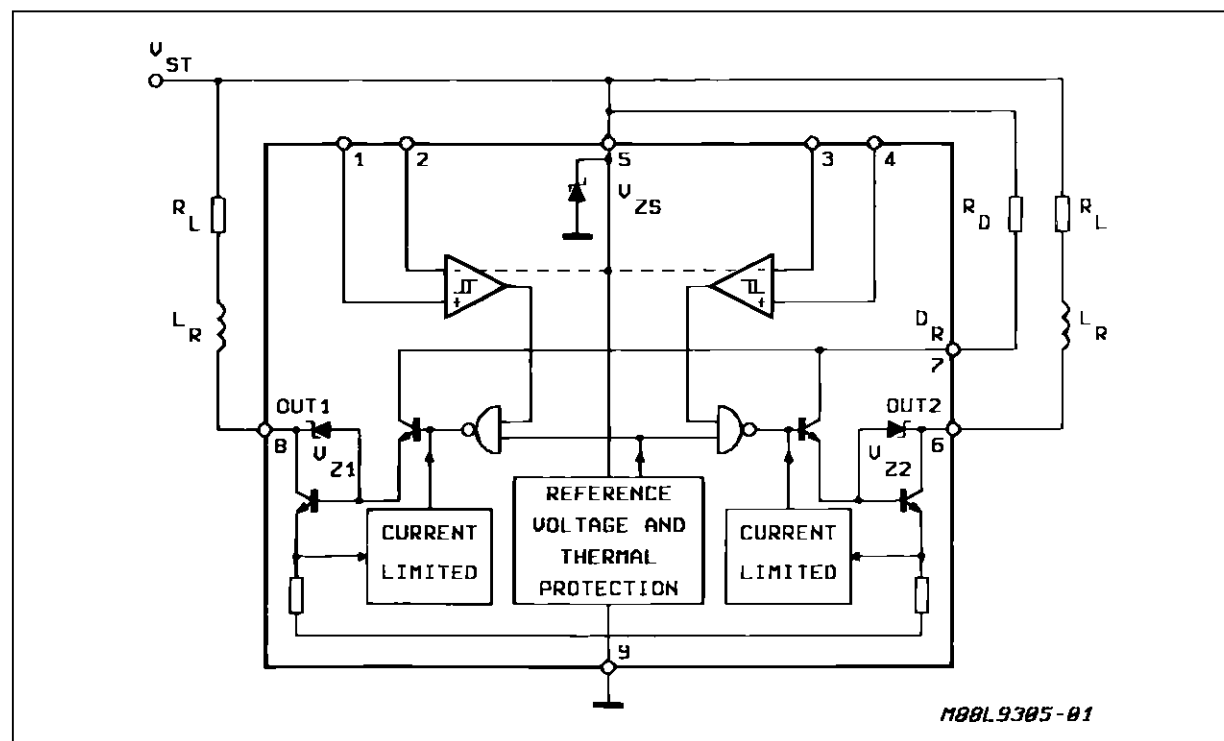 V ST
1
2
5
3
4
V ZS
R L
R D
R L
-
-
+
+
L R
D R
L R
7
OUT1
OUT2
8
V Z1
V Z2
6
CURRENT
LIMITED
REFERENCE
VOLTAGE AND
THERMAL
PROTECTION
CURRENT
LIMITED
9
M88L9305-01